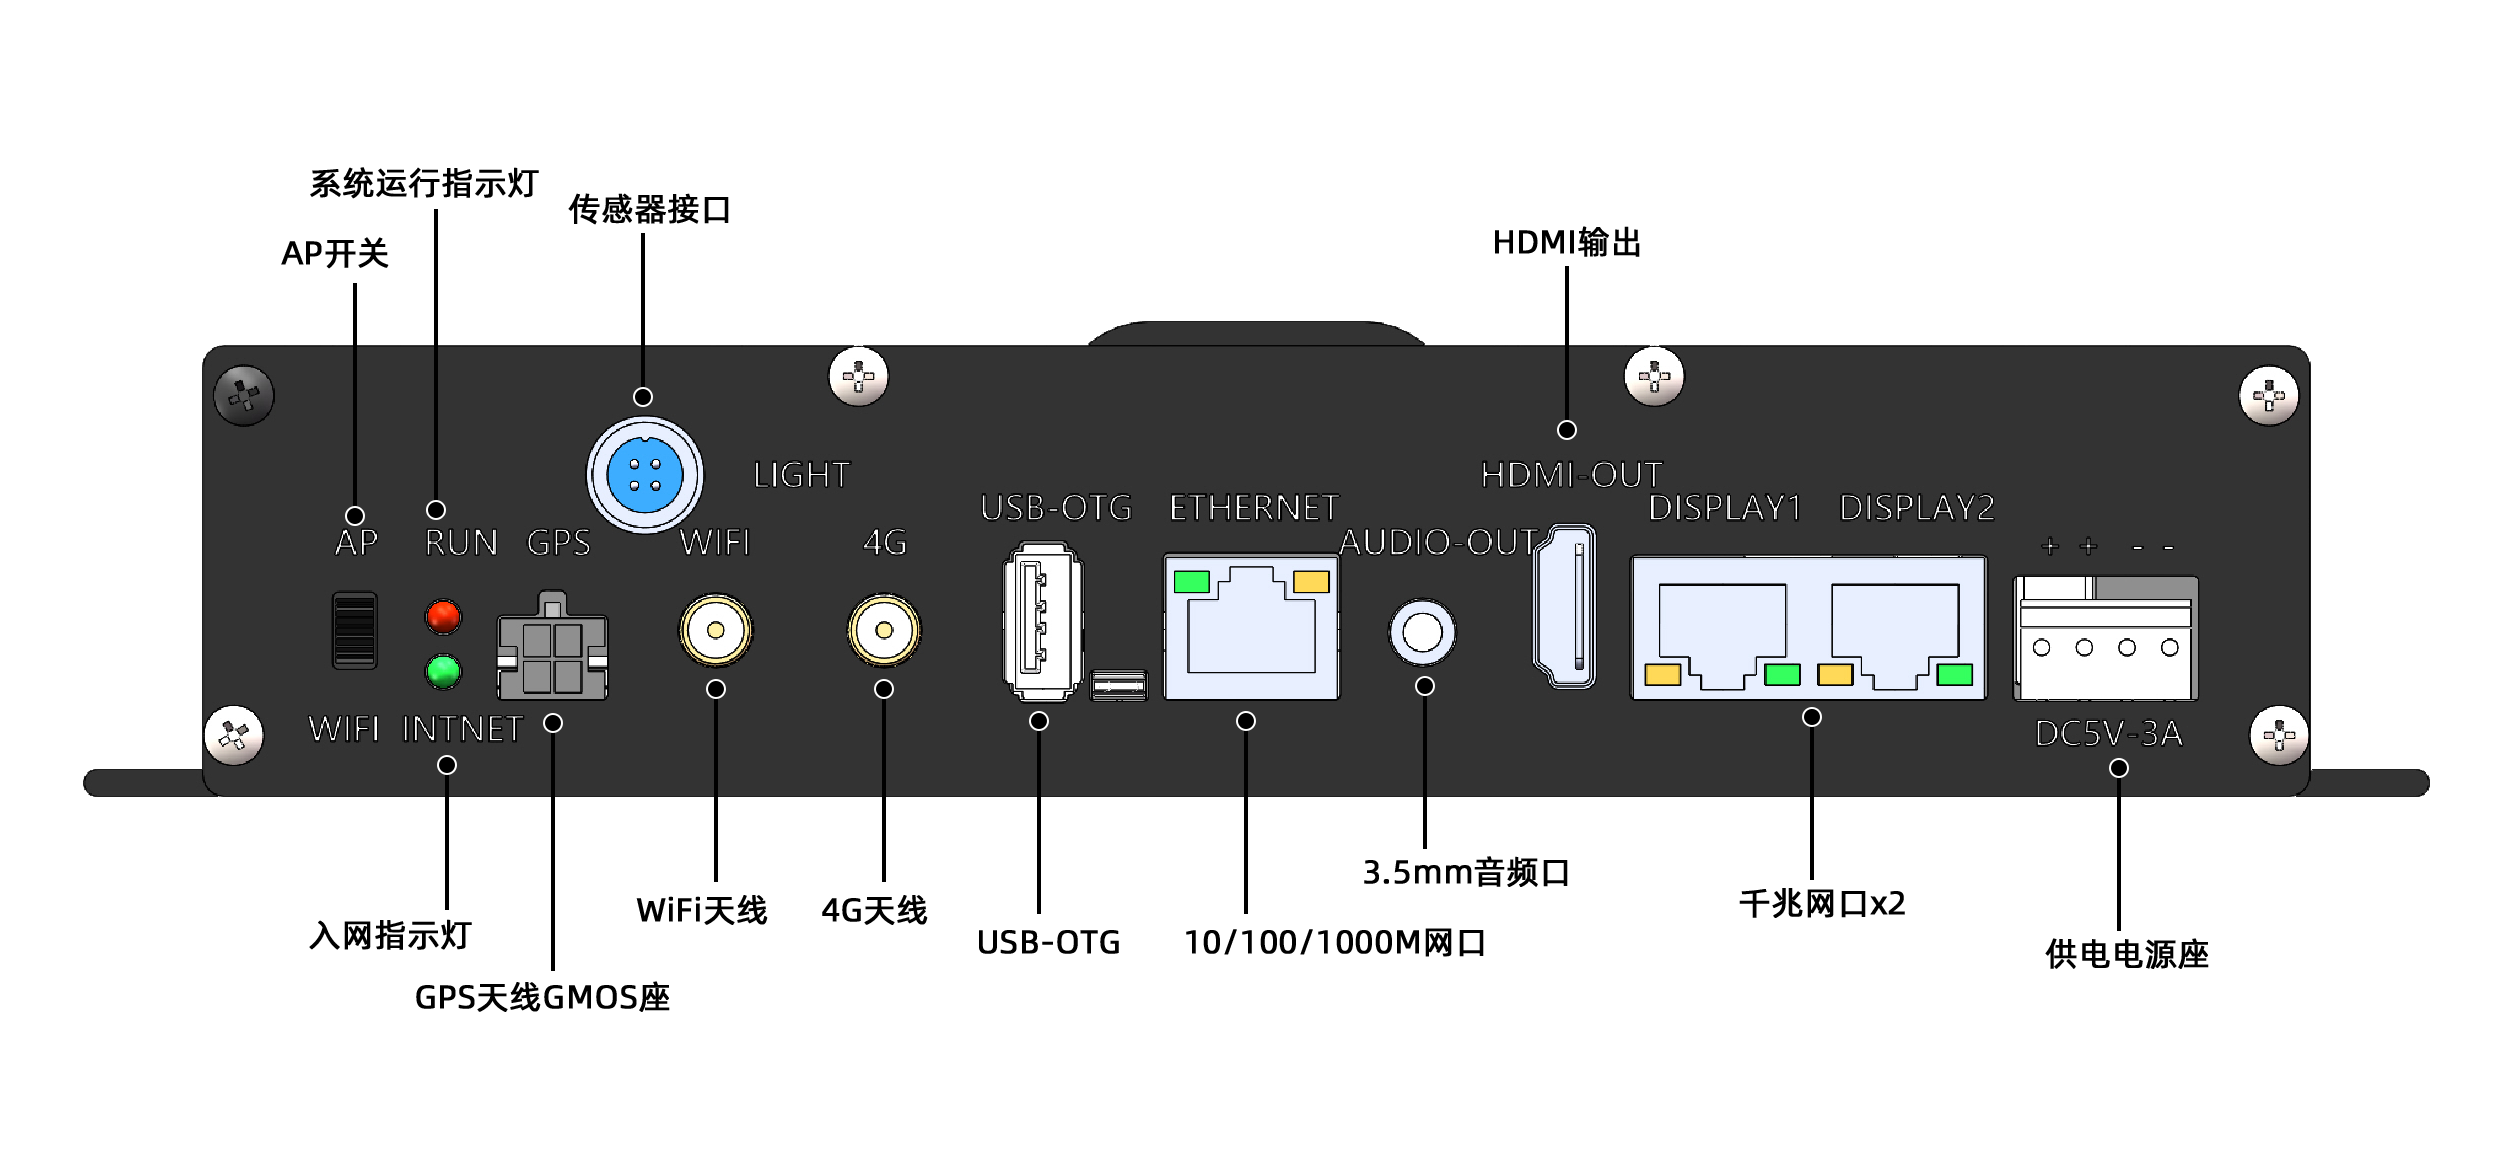 系统运行指示灯
传感器接口
HDMI输出
AP开关
LIGHT
HDMI-OUT
USB-OTG
ETHERNET
DISPLAY1
DISPLAY2
AP
RUN
GPS
WIFI
4G
AUDIO-OUT
+ + - -
WIFI
INTNET
DC5V-3A
3.5mm音频口
千兆网口x2
WiFi天线
4G天线
入网指示灯
USB-OTG
10/100/1000M网口
供电电源座
GPS天线GMOS座